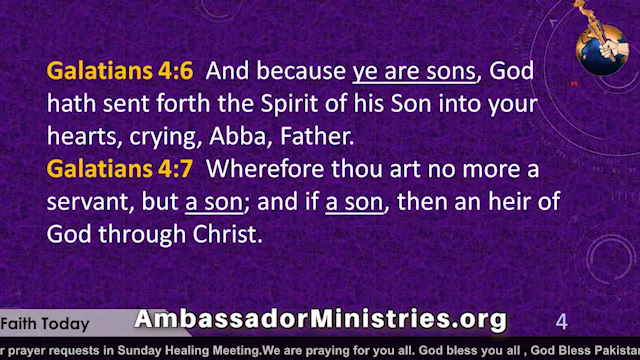 Galatians 4:6 And because ye are sons, God
hath sent forth the Spirit of his Son into your
hearts, crying, Abba, Father.
Galatians 4:7 Wherefore thou art no more a
servant, but a son; and if a son, then an heir of
God through Christ.
Faith Today
AmbassadorMinistries.org
4
prayer requests in Sunday Healing Meeting.We are praying for you all. God bless you all , God Bless